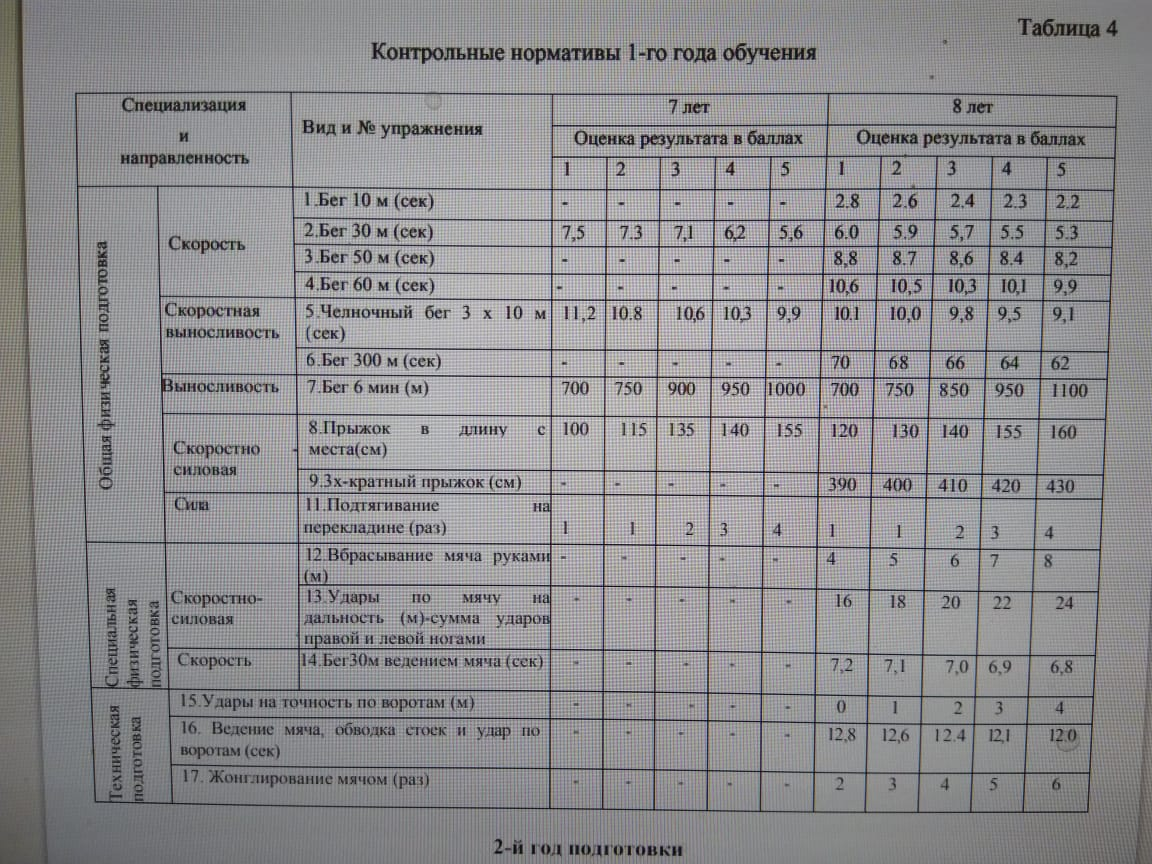 Таблица 4
Контрольные нормативы 1-го года обучения
Специализация и направленность Вид и № упражнения 7 лет 8 лет
Оценка результата в баллах Оценка результата в баллах
1 2 3 4 5 1 2 3 4 5
Общая физическая подготовка
Скорость
1.Бег 10 м (сек) - - - - - 2.8 2.6 2.4 2.3 2.2
2.Бег 30 м (сек) 7,5 7.3 7,1 6,2 5,6 6.0 5.9 5,7 5.5 5.3
3.Бег 50 м (сек) - - - - - 8,8 8.7 8,6 8.4 8,2
4.Бег 60 м (сек) - - - - - 10,6 10,5 10,3 10,1 9,9
Скоростная выносливость
5.Челночный бег 3 х 10 м
(сек) 11,2 10.8 10,6 10,3 9,9 10.1 10,0 9,8 9,5 9,1
6.Бег 300 м (сек) - - - - - 70 68 66 64 62
Выносливость 7.Бег 6 мин (м) 700 750 900 950 1000 700 750 850 950 1100
Скоростно - силовая
8.Прыжок в длину с
места(см) 100 115 135 140 155 120 130 140 155 160
9.3х-кратный прыжок (см) - - - - - 390 400 410 420 430
Сила 11.Подтягивание на
перекладине (раз) 1 1 2 3 4 1 1 2 3 4
Специальная физическая подготовка
Скоростно-силовая
12.Вбрасывание мяча руками
(м) - - - - - 4 5 6 7 8
13.Удары по мячу на
дальность (м)-сумма ударов
правой и левой ногами - - - - - 16 18 20 22 24
Скорость 14.Бег30м ведением мяча (сек) - - - - - 7,2 7,1 7,0 6,9 6,8
Техническая подготовка
15.Удары на точность по воротам (м) - - - - - 0 1 2 3 4
16. Ведение мяча, обводка стоек и удар по
воротам (сек) - - - - - 12,8 12,6 12.4 12,1 12.0
17. Жонглирование мячом (раз) - - - - - 2 3 4 5 6
2-й год подготовки